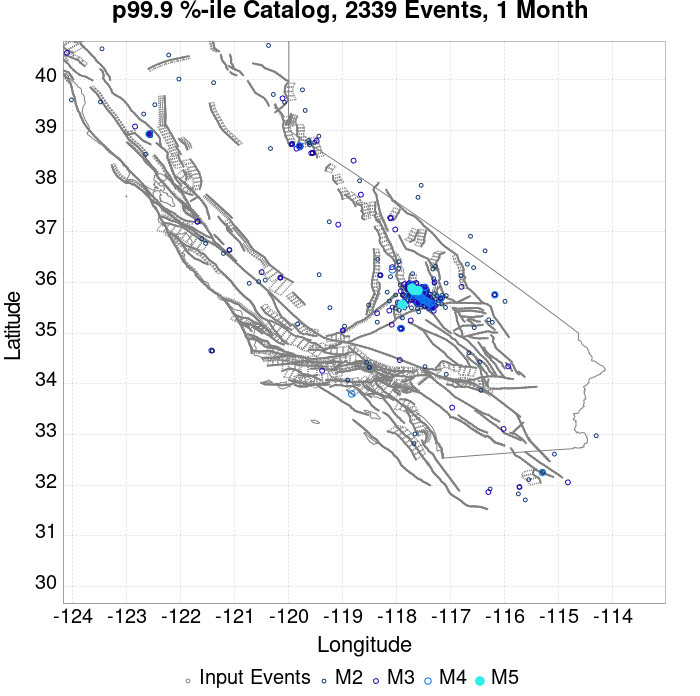 p99.9 %-ile Catalog, 2339 Events, 1 Month
40
39
38
37
36
35
34
33
32
31
30
Latitude
-124 -123 -122 -121 -120 -119 -118 -117 -116 -115 -114
Longitude
Input Events M2 M3 M4 M5